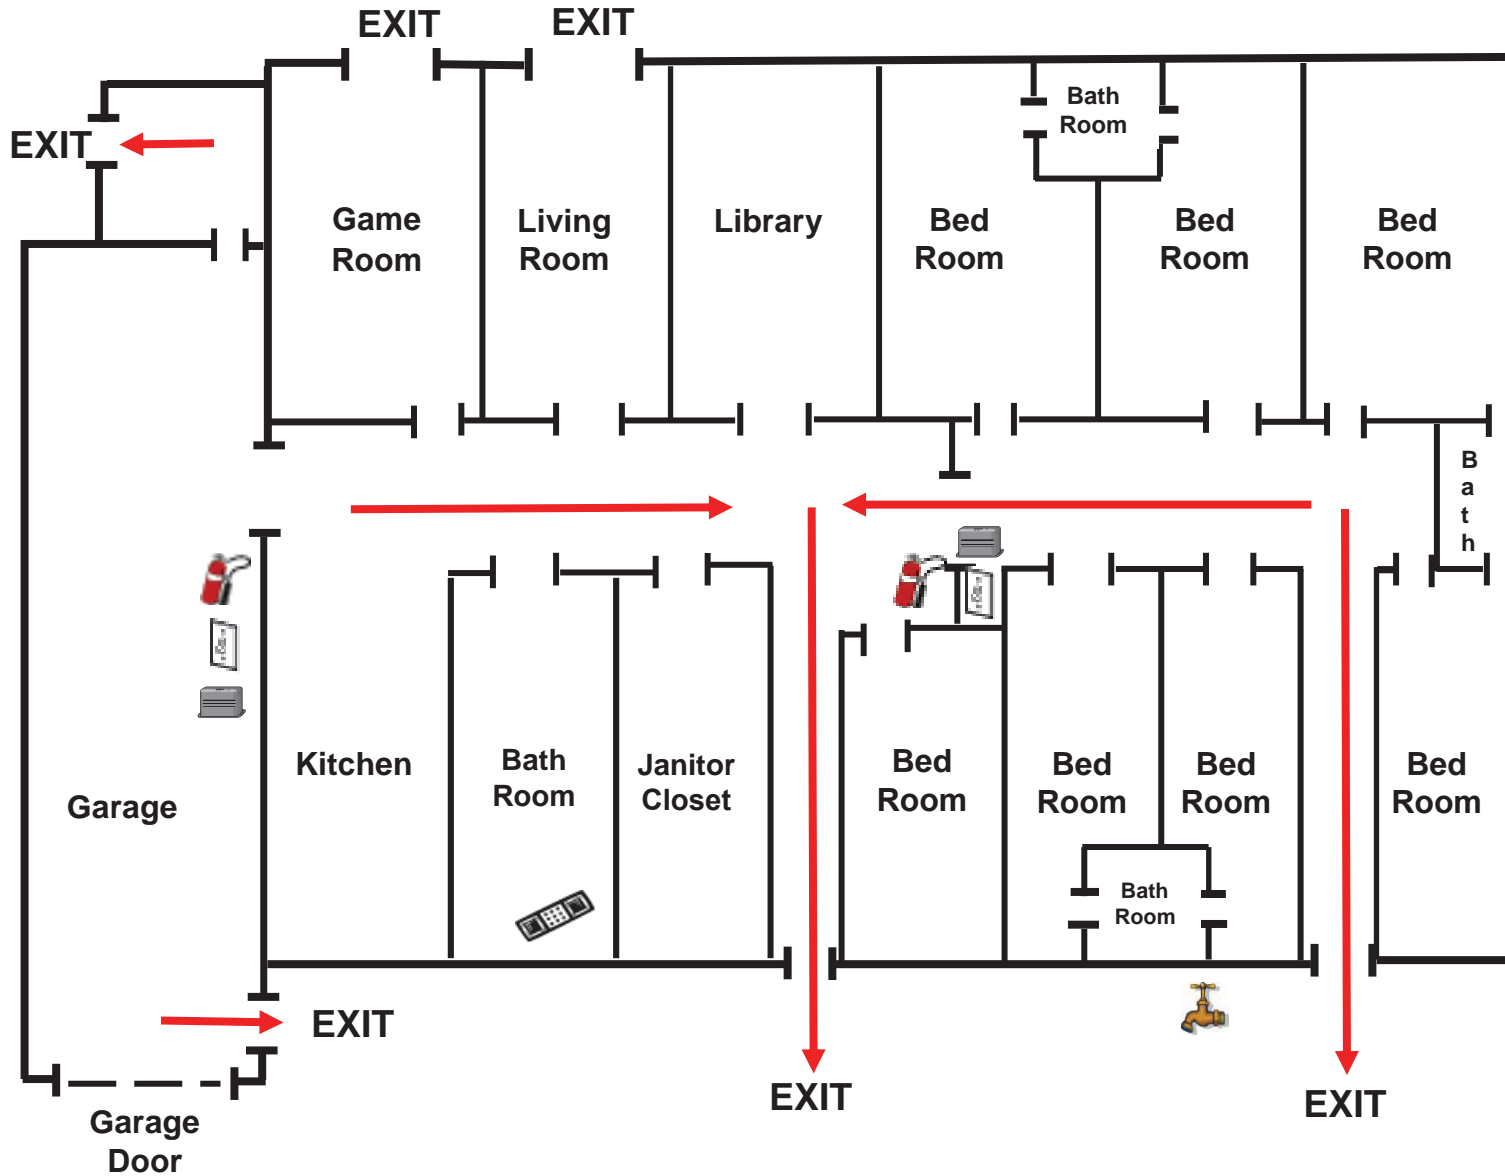 EXIT
EXIT
EXIT
Bath
Room
Game
Room
Living
Room
Library
Bed
Room
Bed
Room
Bed
Room
B
a
t
h
Kitchen
Bath
Room
Janitor
Closet
Bed
Room
Bed
Room
Bed
Room
Bed
Room
Garage
Bath
Room
EXIT
EXIT
EXIT
Garage
Door